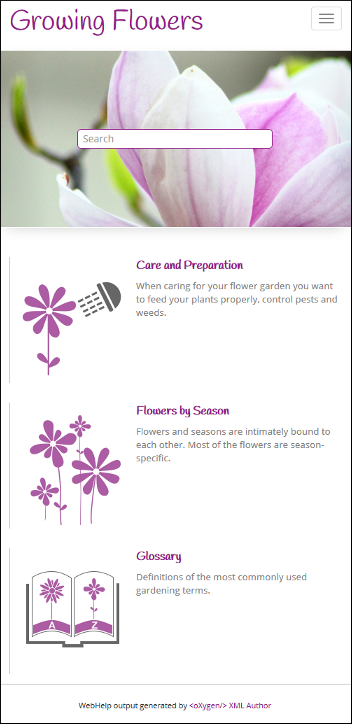 Growing Flowers
Search
Care and Preparation
When caring for your flower garden you want
to feed your plants properly, control pests and
weeds.
Flowers by Season
Flowers and seasons are intimately bound to
each other. Most of the flowers are season-
specific.
Glossary
Definitions of the most commonly used
gardening terms.
A Z
WebHelp output generated by <oXygen/> XML Author